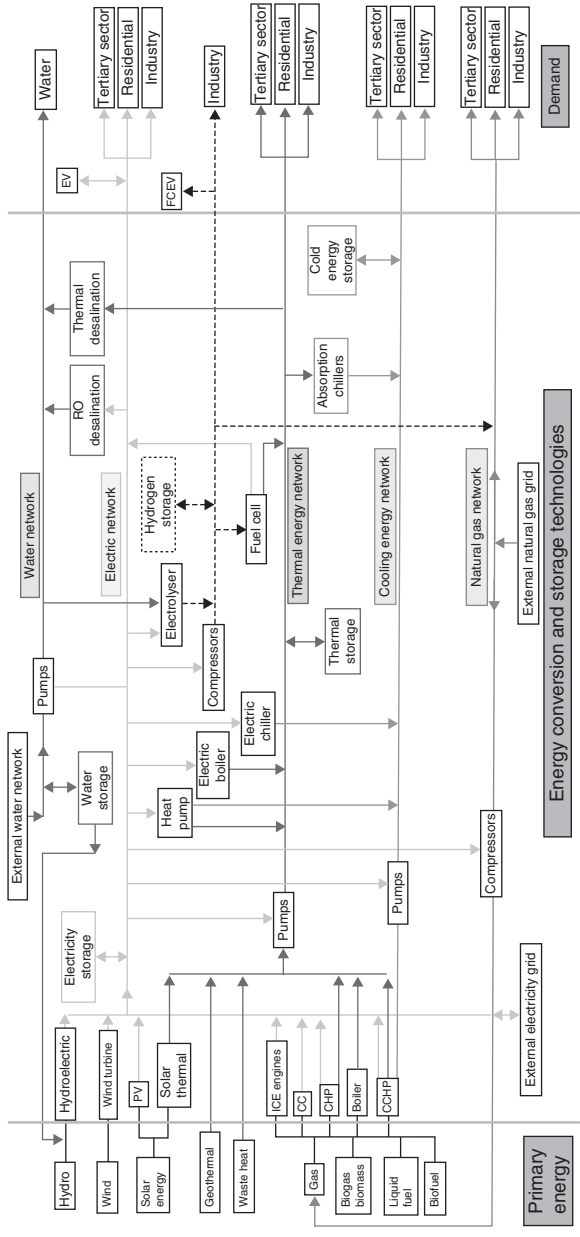 External water network
Water network
Water
Pumps
Water
storage
RO
desalination
Thermal
desalination
Electricity
storage
Electric network
EV
Tertiary sector
Residential
Industry
Hydro
Hydroelectric
Wind
Wind turbine
Solar
energy
PV
Solar
thermal
Heat
pump
Electric
boiler
Electric
chiller
Compressors
Electrolyser
Hydrogen
storage
Fuel cell
FCEV
Industry
Geothermal
Waste heat
Pumps
Thermal
storage
Thermal energy network
Absorption
chillers
Cold
energy
storage
Tertiary sector
Residential
Industry
Gas
Biogas
biomass
Liquid
fuel
Biofuel
ICE engines
CC
CHP
Boiler
CCHP
Pumps
Cooling energy network
Tertiary sector
Residential
Industry
Compressors
Natural gas network
Tertiary sector
Residential
Industry
External electricity grid
External natural gas grid
Primary
energy
Energy conversion and storage technologies
Demand